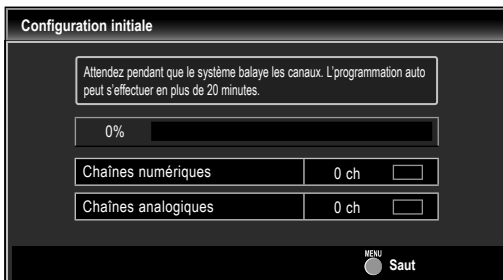 Configuration initiale
Attendez pendant que le système balaye les canaux. L'programmation auto
peut s'effectuer en plus de 20 minutes.
0%
Chaînes numériques 0 ch
Chaînes analogiques 0 ch
MENU
Saut